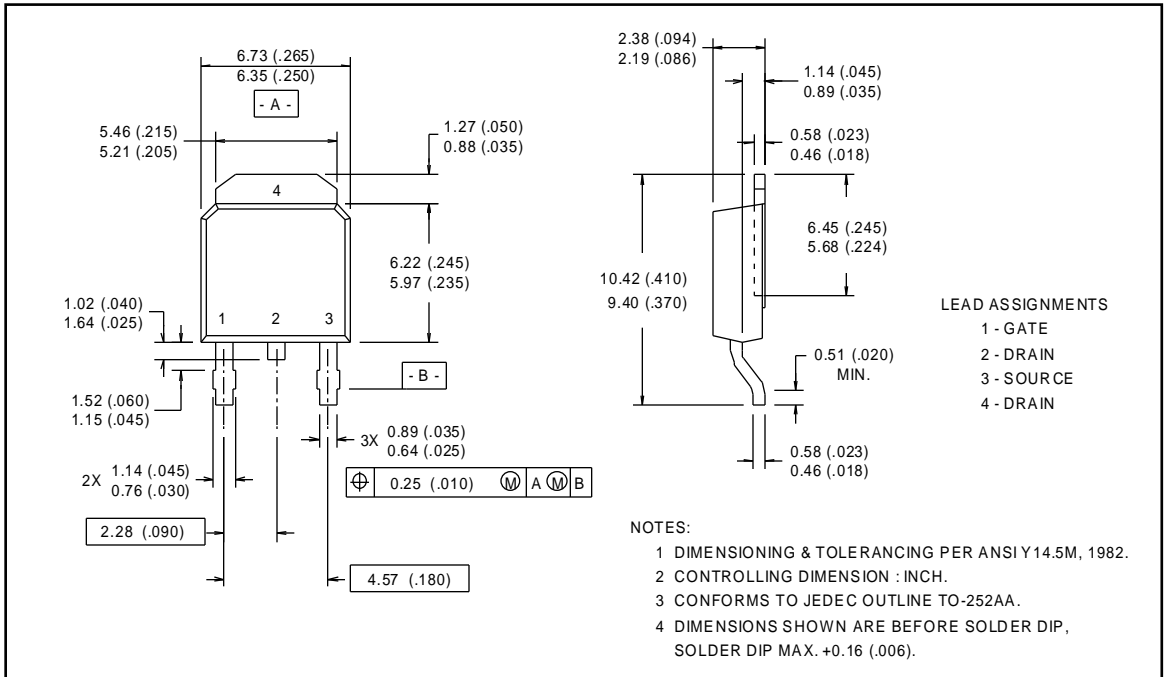 6.73 (.265)
6.35 (.250)
- A -
5.46 (.215)
5.21 (.205)
1.27 (.050)
0.88 (.035)
4
6.22 (.245)
5.97 (.235)
1.02 (.040)
1.64 (.025)
1 2 3
- B -
1.52 (.060)
1.15 (.045)
3X 0.89 (.035)
0.64 (.025)
2X 1.14 (.045)
0.76 (.030)
⌖ 0.25 (.010) Ⓜ A Ⓜ B
2.28 (.090)
4.57 (.180)
2.38 (.094)
2.19 (.086)
1.14 (.045)
0.89 (.035)
0.58 (.023)
0.46 (.018)
6.45 (.245)
5.68 (.224)
10.42 (.410)
9.40 (.370)
0.51 (.020)
MIN.
0.58 (.023)
0.46 (.018)
LEAD ASSIGNMENTS
1 - GATE
2 - DRAIN
3 - SOURCE
4 - DRAIN
NOTES:
1 DIMENSIONING & TOLERANCING PER ANSI Y14.5M, 1982.
2 CONTROLLING DIMENSION : INCH.
3 CONFORMS TO JEDEC OUTLINE TO-252AA.
4 DIMENSIONS SHOWN ARE BEFORE SOLDER DIP,
SOLDER DIP MAX. +0.16 (.006).